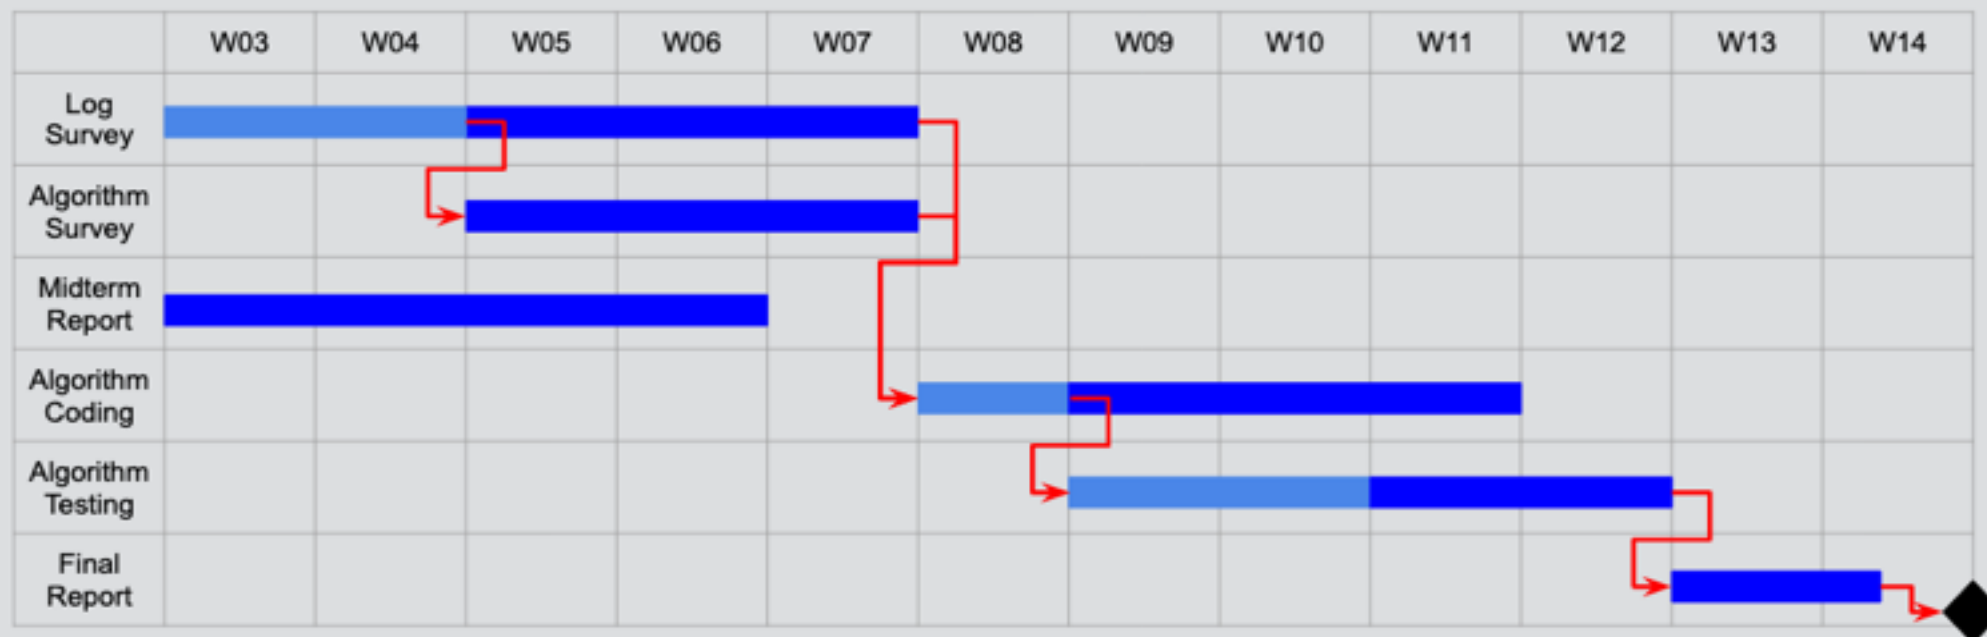 W03 W04 W05 W06 W07 W08 W09 W10 W11 W12 W13 W14
Log
Survey
Algorithm
Survey
Midterm
Report
Algorithm
Coding
Algorithm
Testing
Final
Report